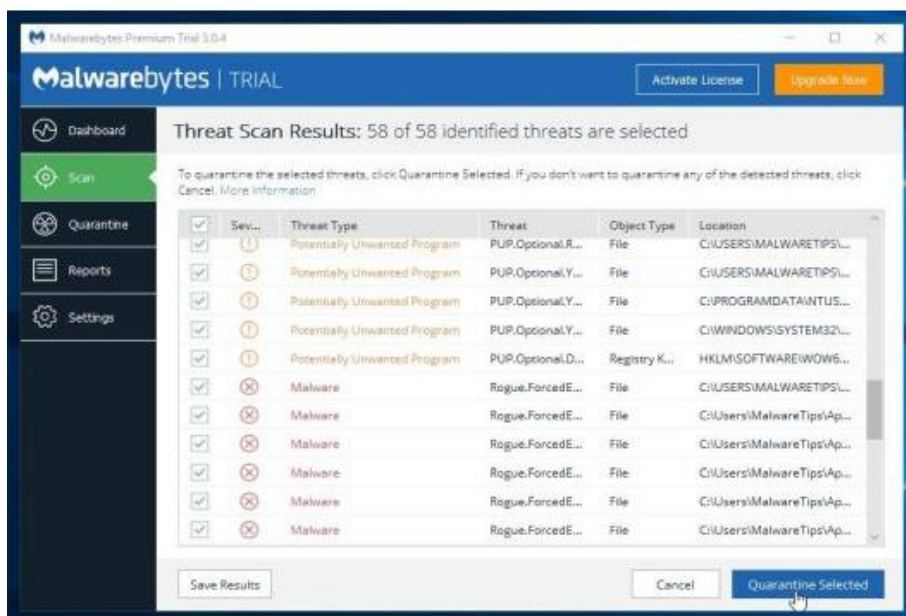 Malwarebytes Premium Trial 3.0.4
Malwarebytes | TRIAL
Activate License
Upgrade Now
Dashboard
Scan
Quarantine
Reports
Settings
Threat Scan Results: 58 of 58 identified threats are selected
To quarantine the selected threats, click Quarantine Selected. If you don't want to quarantine any of the detected threats, click
Cancel. More Information
Sev... Threat Type Threat Object Type Location
Potentially Unwanted Program PUP.Optional.R... File C:\USERS\MALWARETIPS\...
Potentially Unwanted Program PUP.Optional.Y... File C:\USERS\MALWARETIPS\...
Potentially Unwanted Program PUP.Optional.Y... File C:\PROGRAMDATA\NTUS...
Potentially Unwanted Program PUP.Optional.Y... File C:\WINDOWS\SYSTEM32\...
Potentially Unwanted Program PUP.Optional.D... Registry K... HKLM\SOFTWARE\WOW6...
Malware Rogue.ForcedE... File C:\USERS\MALWARETIPS\...
Malware Rogue.ForcedE... File C:\Users\MalwareTips\Ap...
Malware Rogue.ForcedE... File C:\Users\MalwareTips\Ap...
Malware Rogue.ForcedE... File C:\Users\MalwareTips\Ap...
Malware Rogue.ForcedE... File C:\Users\MalwareTips\Ap...
Malware Rogue.ForcedE... File C:\Users\MalwareTips\Ap...
Save Results
Cancel
Quarantine Selected